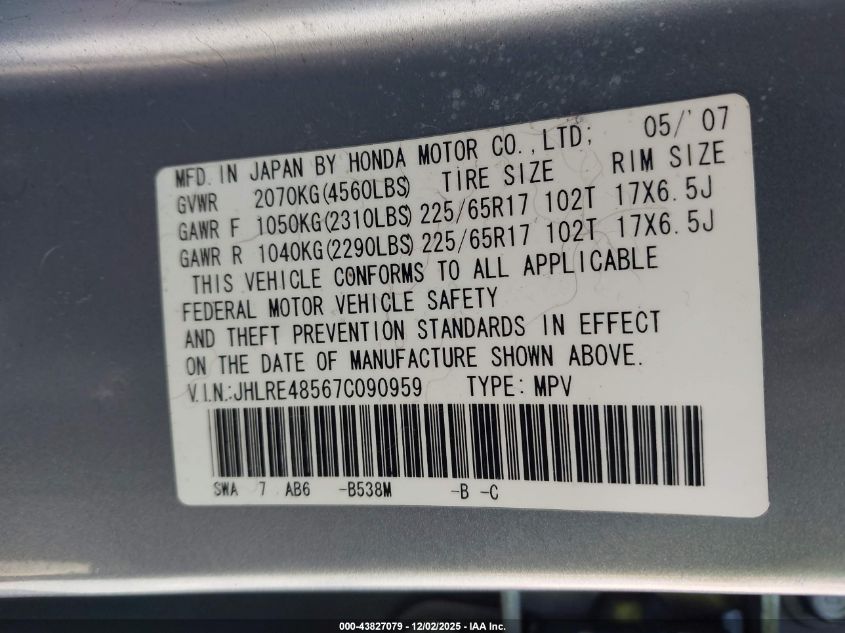 MFD. IN JAPAN BY HONDA MOTOR CO.,LTD; 05/'07
GVWR 2070KG(4560LBS) TIRE SIZE RIM SIZE
GAWR F 1050KG(2310LBS) 225/65R17 102T 17X6.5J
GAWR R 1040KG(2290LBS) 225/65R17 102T 17X6.5J
THIS VEHICLE CONFORMS TO ALL APPLICABLE
FEDERAL MOTOR VEHICLE SAFETY
AND THEFT PREVENTION STANDARDS IN EFFECT
ON THE DATE OF MANUFACTURE SHOWN ABOVE.
V.I.N.:JHLRE48567C090959 TYPE: MPV
SWA 7 AB6 -B538M -B -C
000-43827079 - 12/02/2025 - IAA Inc.